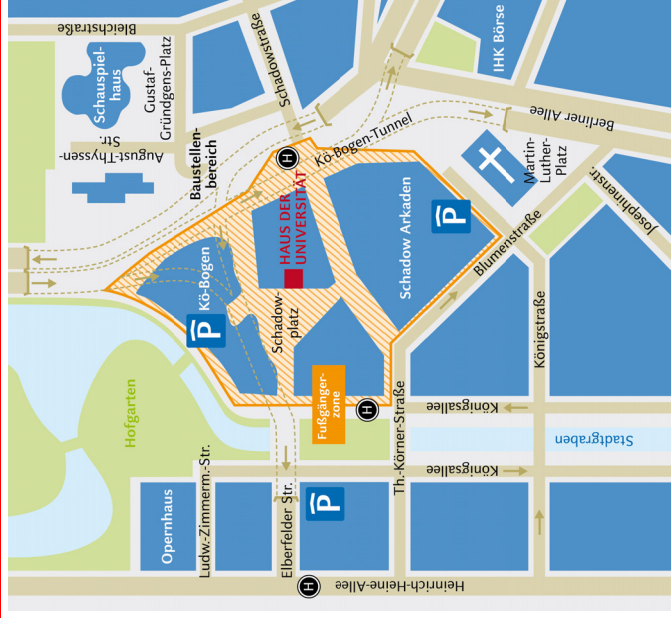 Bleichstraße
Schauspiel-
haus
Gustaf-
Gründgens-Platz
August-Thyssen-
Str.
Schadowstraße
IHK Börse
Berliner Allee
Baustellen-
bereich
Kö-Bogen-Tunnel
H
Martin-
Luther-
Platz
Josephinenstr.
HAUS DER
UNIVERSITÄT
Kö-Bogen
P
Schadow Arkaden
P
Blumenstraße
Schadow-
platz
Königstraße
Hofgarten
Fußgänger-
zone
H
Th.-Körner-Straße
Königsallee
Stadtgraben
Königsallee
Opernhaus
Ludw.-Zimmerm.-Str.
Elberfelder Str.
P
H
Heinrich-Heine-Allee